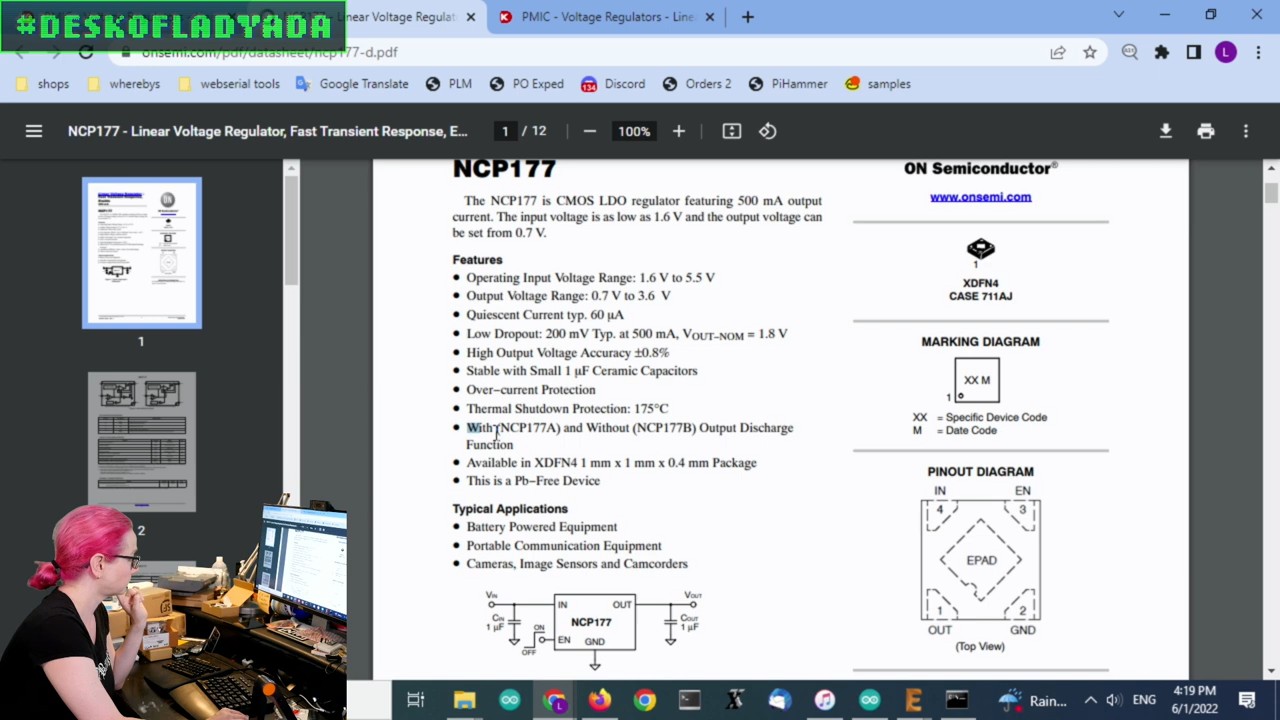 #DESKOFLADYADA
NCP177 - Linear Voltage Regulat
PMIC - Voltage Regulators - Line
onsemi.com/pdf/datasheet/ncp177-d.pdf
L
shops
wherebys
webserial tools
Google Translate
PLM
PO Exped
134
Discord
Orders 2
PiHammer
samples
NCP177 - Linear Voltage Regulator, Fast Transient Response, E...
1 / 12
100%
1
2
NCP177
The NCP177 is CMOS LDO regulator featuring 500 mA output
current. The input voltage is as low as 1.6 V and the output voltage can
be set from 0.7 V.
Features
• Operating Input Voltage Range: 1.6 V to 5.5 V
• Output Voltage Range: 0.7 V to 3.6 V
• Quiescent Current typ. 60 μA
• Low Dropout: 200 mV Typ. at 500 mA, VOUT−NOM = 1.8 V
• High Output Voltage Accuracy ±0.8%
• Stable with Small 1 μF Ceramic Capacitors
• Over−current Protection
• Thermal Shutdown Protection: 175°C
• With (NCP177A) and Without (NCP177B) Output Discharge
Function
• Available in XDFN4 1 mm x 1 mm x 0.4 mm Package
• This is a Pb−Free Device
Typical Applications
• Battery Powered Equipment
• Portable Communication Equipment
• Cameras, Image Sensors and Camcorders
VIN
IN
OUT
VOUT
CIN
1 μF
ON
OFF
NCP177
EN
GND
COUT
1 μF
ON Semiconductor®
www.onsemi.com
1
XDFN4
CASE 711AJ
MARKING DIAGRAM
XX M
1
XX = Specific Device Code
M = Date Code
PINOUT DIAGRAM
IN
EN
4
3
EPAD
1
2
OUT
GND
(Top View)
Rain...
ENG
4:19 PM
6/1/2022